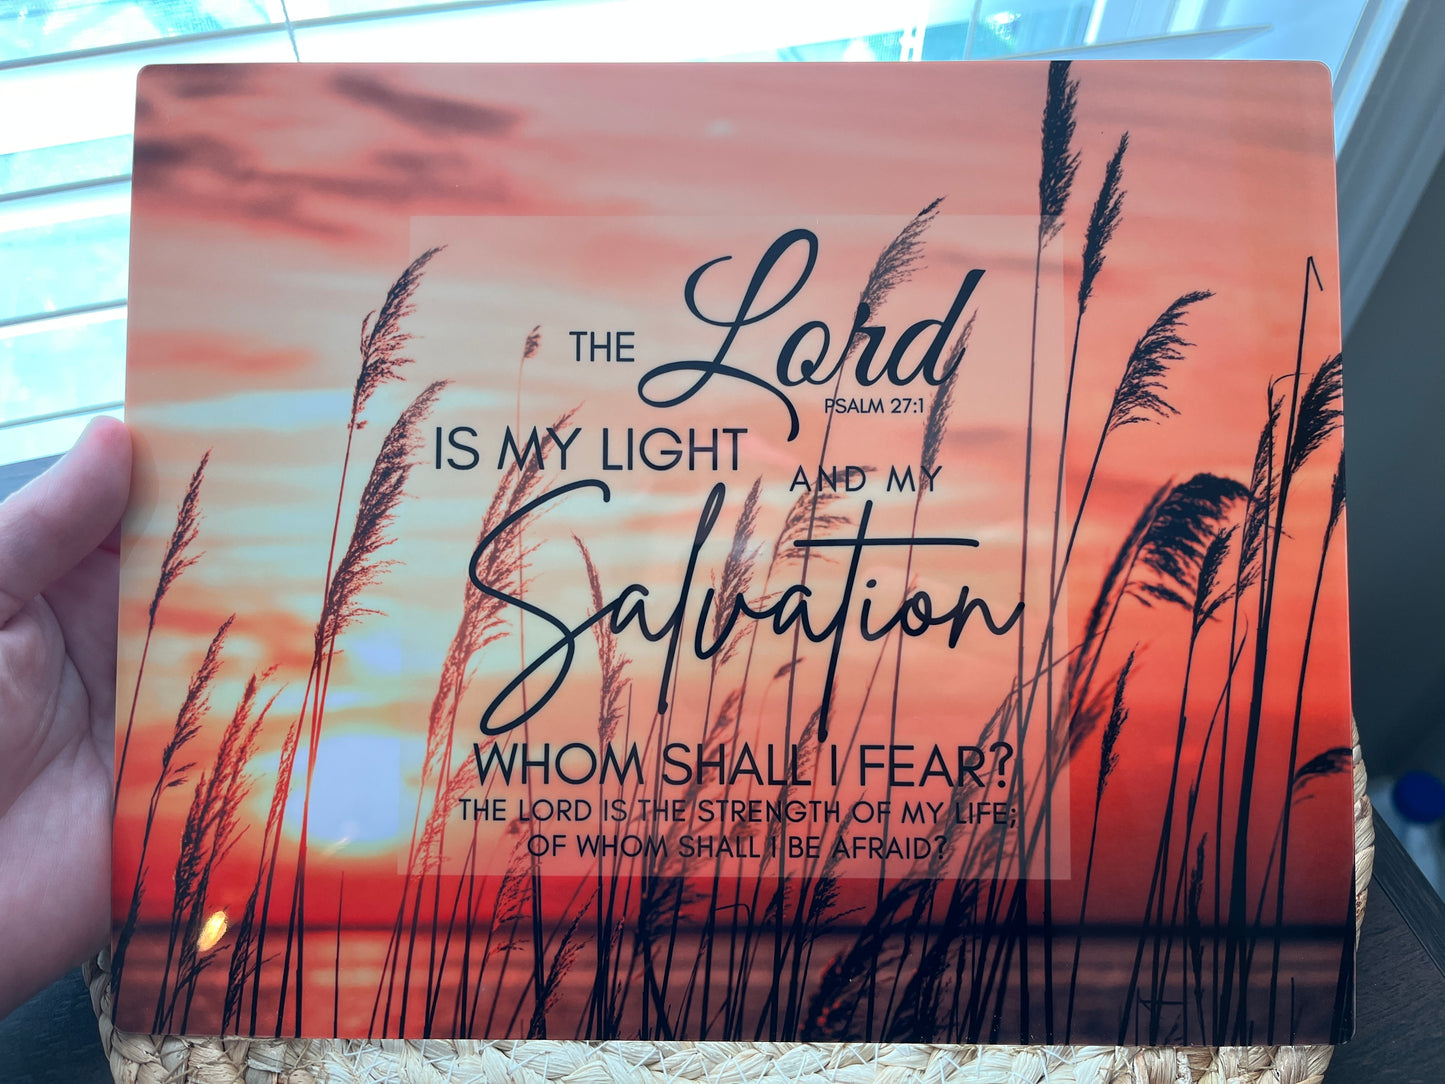 THE Lord
PSALM 27:1
IS MY LIGHT AND MY
Salvation
WHOM SHALL I FEAR?
THE LORD IS THE STRENGTH OF MY LIFE;
OF WHOM SHALL I BE AFRAID?